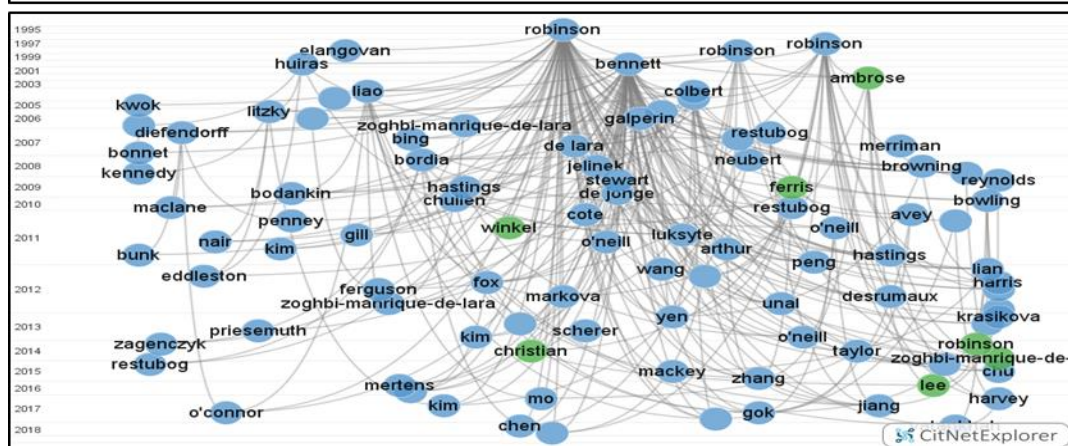 1995 robinson
1997 elangovan robinson robinson
1999 huiras bennett
2001 ambrose
2003 liao colbert
2005 kwok litzky galperin
2006 diefendorff zoghbi-manrique-de-lara restubog
2007 bonnet bing de lara merriman
2008 kennedy bordia jelinek neubert browning
2009 bodankin hastings stewart ferris reynolds
2010 maclane chullen de jonge restubog bowling
penney cote avey
2011 nair gill winkel luksyte o'neill
bunk kim o'neill arthur hastings
eddleston wang peng lian
2012 ferguson fox harris
zoghbi-manrique-de-lara markova unal desrumaux
2013 priesemuth yen krasikova
2014 zagenczyk kim scherer o'neill robinson
restubog christian taylor zoghbi-manrique-de-
2015 mackey zhang chu
2016 mertens lee
2017 o'connor kim mo gok jiang harvey
2018 chen
CitNetExplorer